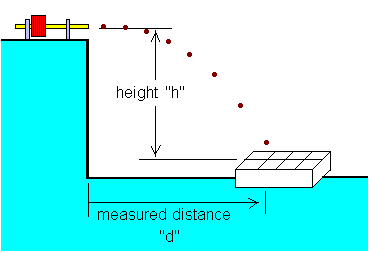 height "h"
measured distance
"d"